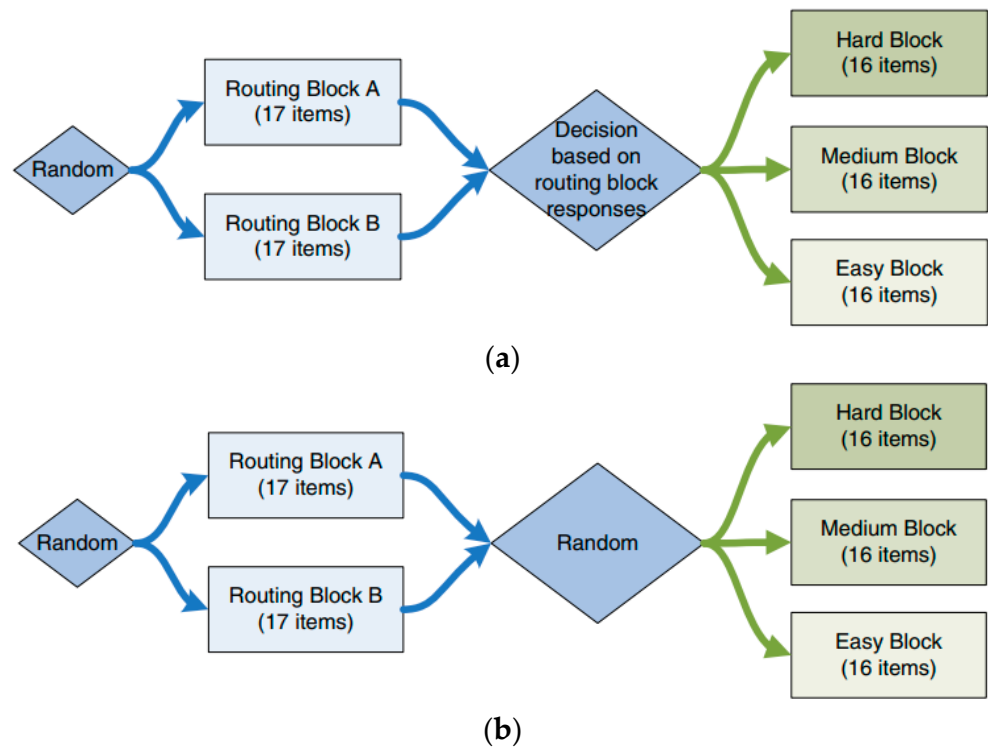 Random
Routing Block A
(17 items)
Routing Block B
(17 items)
Decision
based on
routing block
responses
Hard Block
(16 items)
Medium Block
(16 items)
Easy Block
(16 items)
(a)
Random
Routing Block A
(17 items)
Routing Block B
(17 items)
Random
Hard Block
(16 items)
Medium Block
(16 items)
Easy Block
(16 items)
(b)